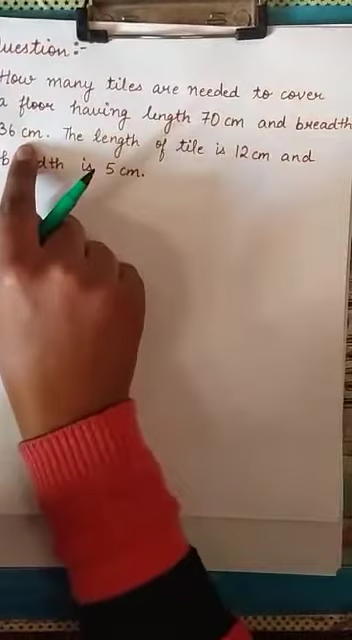 uestion :-
How many tiles are needed to cover
a floor having length 70 cm and breadth
36 cm. The length of tile is 12 cm and
b dth is 5 cm.